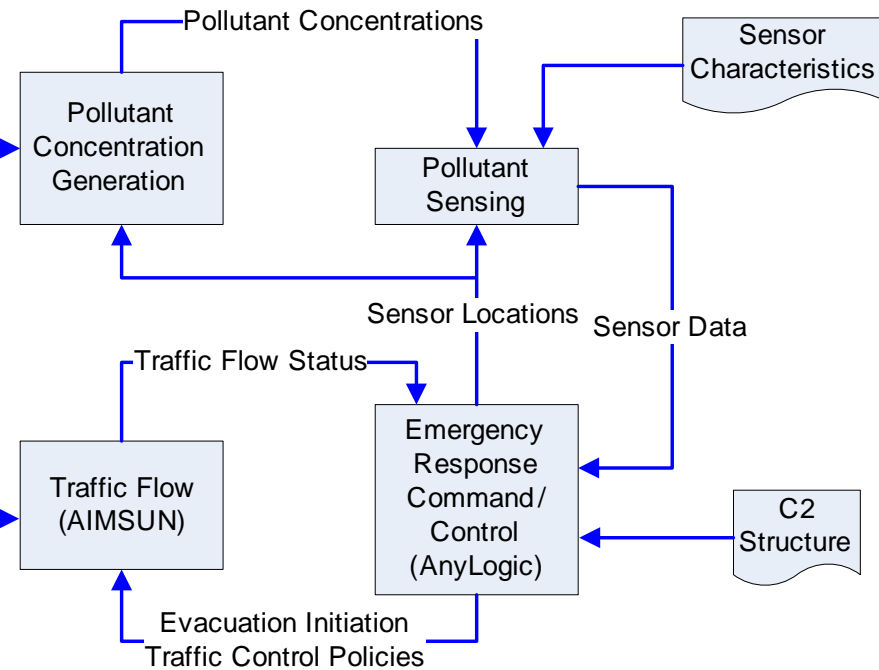 Pollutant Concentrations
Sensor
Characteristics
Pollutant
Concentration
Generation
Pollutant
Sensing
Sensor Locations
Sensor Data
Traffic Flow Status
Emergency
Response
Command/
Control
(AnyLogic)
Traffic Flow
(AIMSUN)
C2
Structure
Evacuation Initiation
Traffic Control Policies